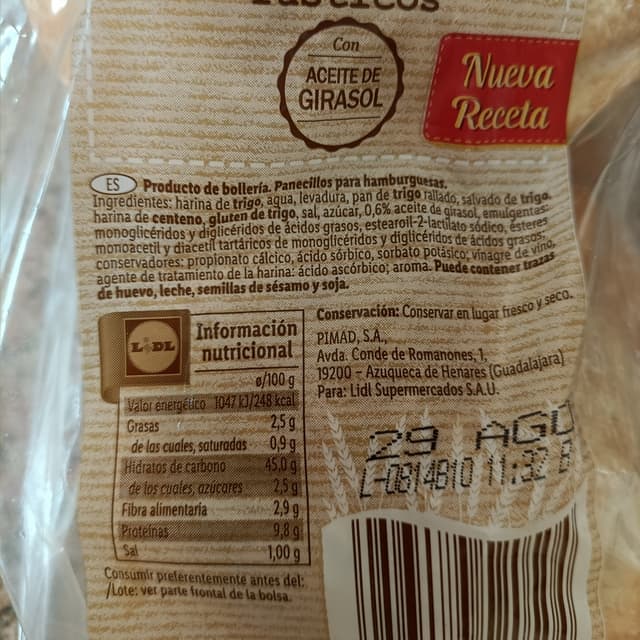 Rústicos
Con
ACEITE DE
GIRASOL
Nueva
Receta
ES Producto de bollería. Panecillos para hamburguesas.
Ingredientes: harina de trigo, agua, levadura, pan de trigo rallado, salvado de trigo,
harina de centeno, gluten de trigo, sal, azúcar, 0,6% aceite de girasol, emulgentes:
monoglicéridos y diglicéridos de ácidos grasos, estearoil-2-lactilato sódico, ésteres
monoacetil y diacetil tartáricos de monoglicéridos y diglicéridos de ácidos grasos,
conservadores: propionato cálcico, ácido sórbico, sorbato potásico; vinagre de vino,
agente de tratamiento de la harina: ácido ascórbico; aroma. Puede contener trazas
de huevo, leche, semillas de sésamo y soja.
LIDL
Información
nutricional
ø/100 g
Valor energético 1047 kJ/248 kcal
Grasas 2,5 g
de las cuales, saturadas 0,9 g
Hidratos de carbono 45,0 g
de los cuales, azúcares 2,5 g
Fibra alimentaria 2,9 g
Proteínas 9,8 g
Sal 1,00 g
Consumir preferentemente antes del:
/Lote: ver parte frontal de la bolsa.
Conservación: Conservar en lugar fresco y seco.
PIMAD, S.A.,
Avda. Conde de Romanones, 1,
19200 – Azuqueca de Henares (Guadalajara)
Para: Lidl Supermercados S.A.U.
29 AGO
L-0814810 11:32 B